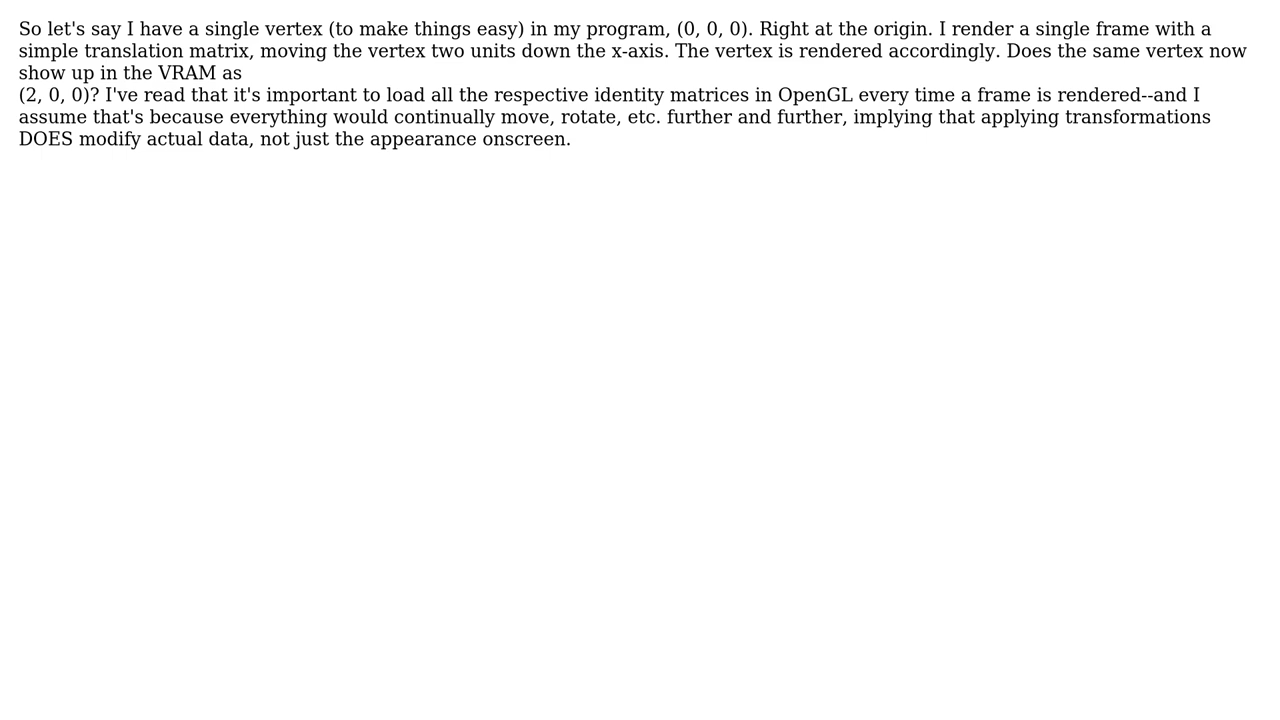 So let's say I have a single vertex (to make things easy) in my program, (0, 0, 0). Right at the origin. I render a single frame with a
simple translation matrix, moving the vertex two units down the x-axis. The vertex is rendered accordingly. Does the same vertex now
show up in the VRAM as
(2, 0, 0)? I've read that it's important to load all the respective identity matrices in OpenGL every time a frame is rendered--and I
assume that's because everything would continually move, rotate, etc. further and further, implying that applying transformations
DOES modify actual data, not just the appearance onscreen.